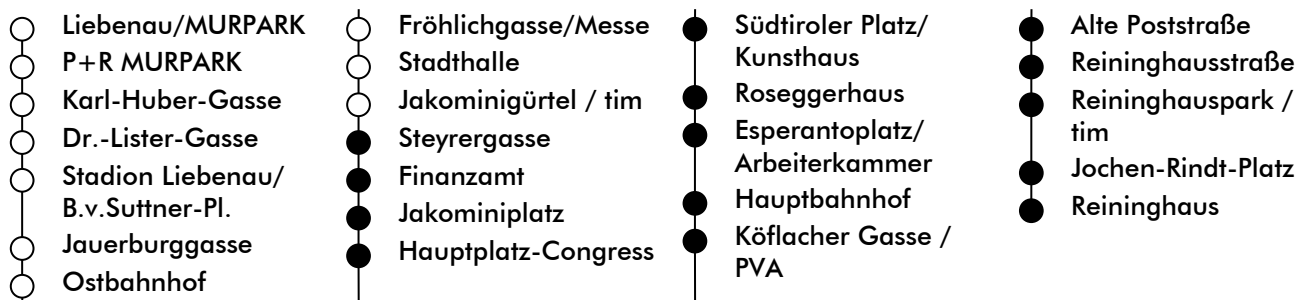 Liebenau/MURPARK
P+R MURPARK
Karl-Huber-Gasse
Dr.-Lister-Gasse
Stadion Liebenau/
B.v.Suttner-Pl.
Jauerburggasse
Ostbahnhof
Fröhlichgasse/Messe
Stadthalle
Jakominigürtel / tim
Steyrergasse
Finanzamt
Jakominiplatz
Hauptplatz-Congress
Südtiroler Platz/
Kunsthaus
Roseggerhaus
Esperantoplatz/
Arbeiterkammer
Hauptbahnhof
Köflacher Gasse /
PVA
Alte Poststraße
Reininghausstraße
Reininghauspark /
tim
Jochen-Rindt-Platz
Reininghaus